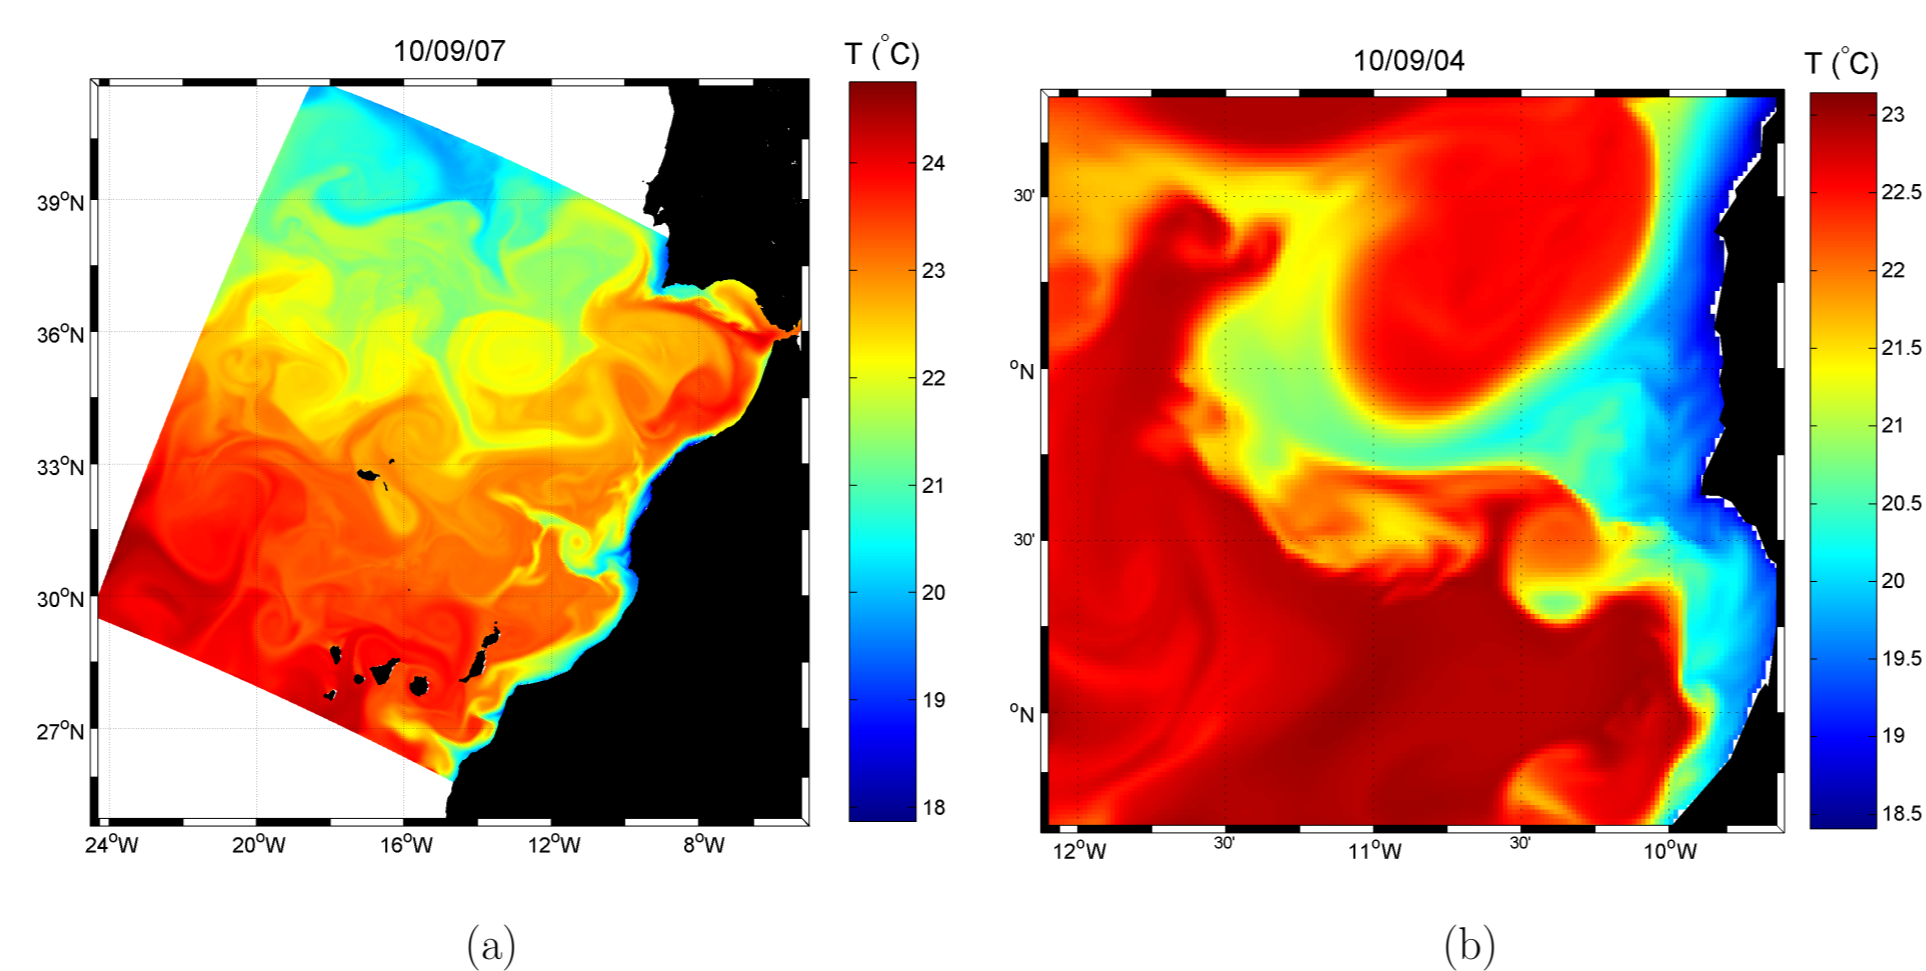 10/09/07
T (°C)
39°N
36°N
33°N
30°N
27°N
24°W 20°W 16°W 12°W 8°W
24
23
22
21
20
19
18
(a)
10/09/04
T (°C)
30'
°N
30'
°N
12°W 30' 11°W 30' 10°W
23
22.5
22
21.5
21
20.5
20
19.5
19
18.5
(b)